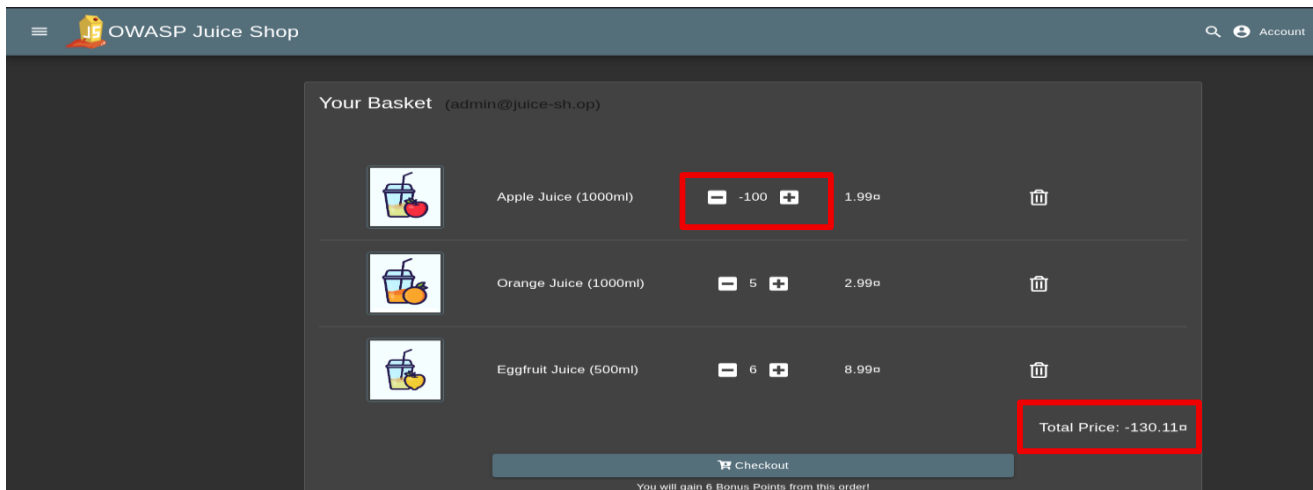 OWASP Juice Shop
Account
Your Basket (admin@juice-sh.op)
Apple Juice (1000ml) -100 1.99¤
Orange Juice (1000ml) 5 2.99¤
Eggfruit Juice (500ml) 6 8.99¤
Total Price: -130.11¤
Checkout
You will gain 6 Bonus Points from this order!